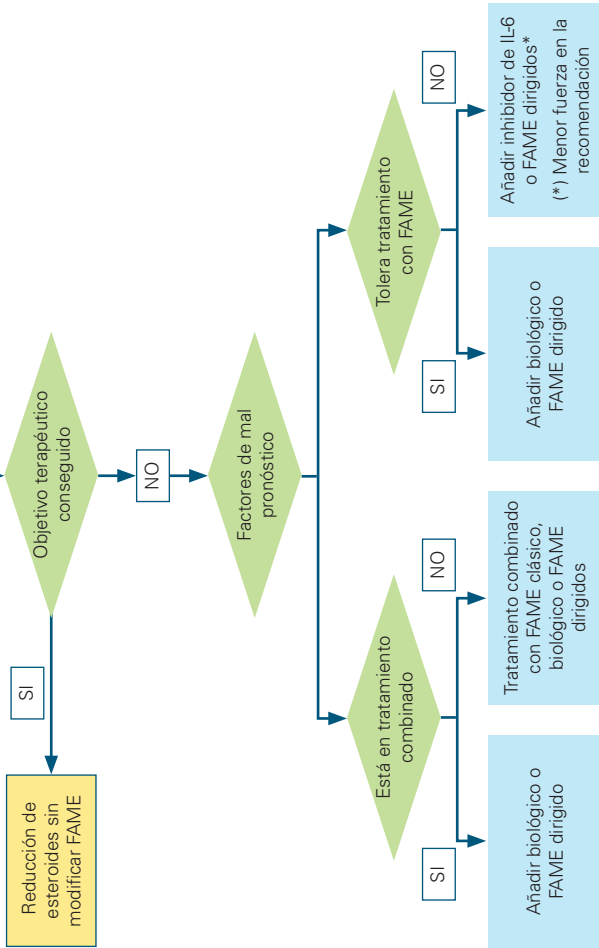 Objetivo terapéutico
conseguido
SI
Reducción de
esteroides sin
modificar FAME
NO
Factores de mal
pronóstico
Está en tratamiento
combinado
Tolera tratamiento
con FAME
SI
NO
SI
NO
Añadir biológico o
FAME dirigido
Tratamiento combinado
con FAME clásico,
biológico o FAME
dirigidos
Añadir biológico o
FAME dirigido
Añadir inhibidor de IL-6
o FAME dirigidos*
(*) Menor fuerza en la
recomendación